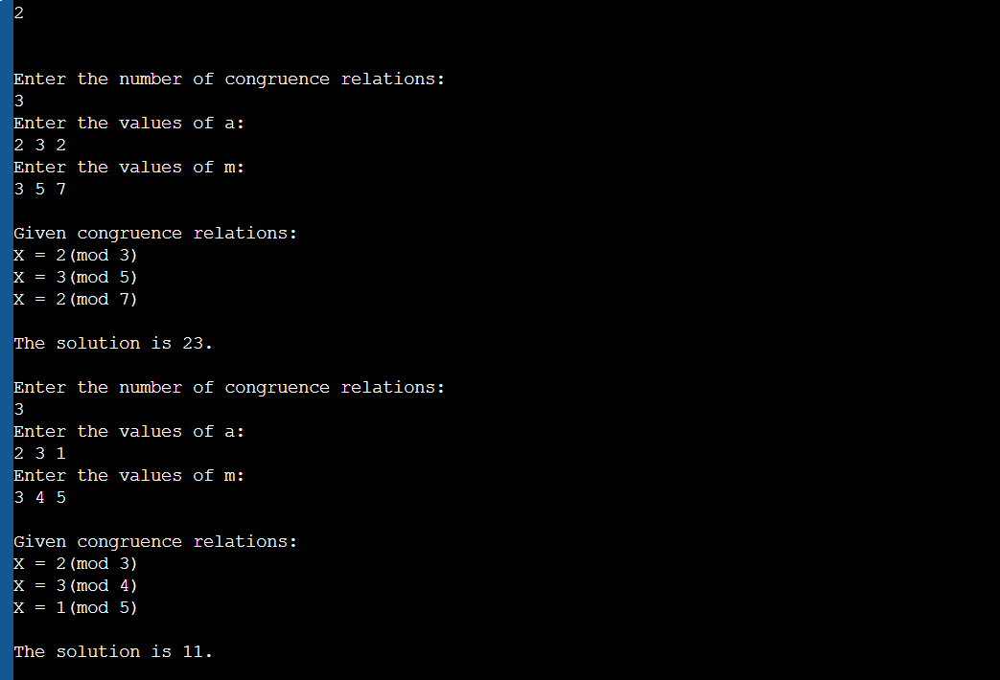 2
Enter the number of congruence relations:
3
Enter the values of a:
2 3 2
Enter the values of m:
3 5 7
Given congruence relations:
X = 2(mod 3)
X = 3(mod 5)
X = 2(mod 7)
The solution is 23.
Enter the number of congruence relations:
3
Enter the values of a:
2 3 1
Enter the values of m:
3 4 5
Given congruence relations:
X = 2(mod 3)
X = 3(mod 4)
X = 1(mod 5)
The solution is 11.